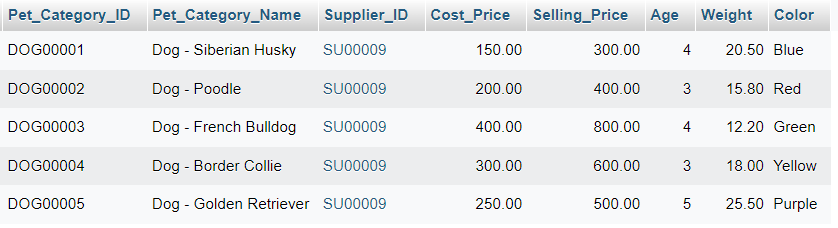 Pet_Category_ID Pet_Category_Name Supplier_ID Cost_Price Selling_Price Age Weight Color
DOG00001 Dog - Siberian Husky SU00009 150.00 300.00 4 20.50 Blue
DOG00002 Dog - Poodle SU00009 200.00 400.00 3 15.80 Red
DOG00003 Dog - French Bulldog SU00009 400.00 800.00 4 12.20 Green
DOG00004 Dog - Border Collie SU00009 300.00 600.00 3 18.00 Yellow
DOG00005 Dog - Golden Retriever SU00009 250.00 500.00 5 25.50 Purple